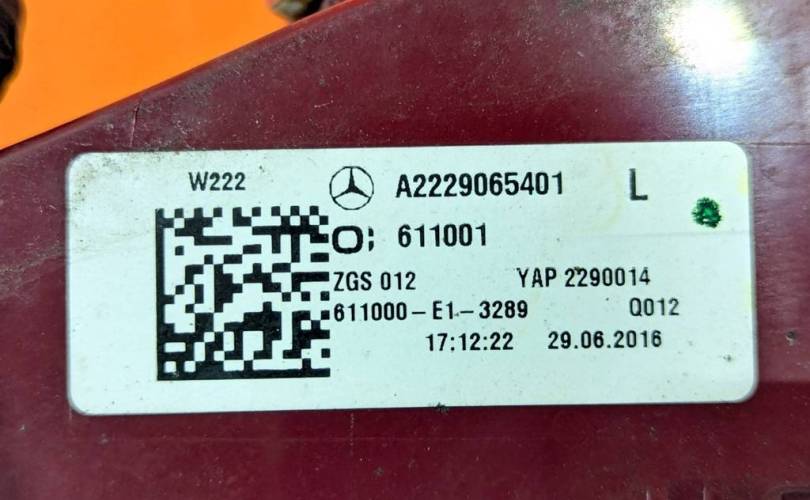 W222 A2229065401 L
611001
ZGS 012 YAP 2290014
611000-E1-3289 Q012
17:12:22 29.06.2016